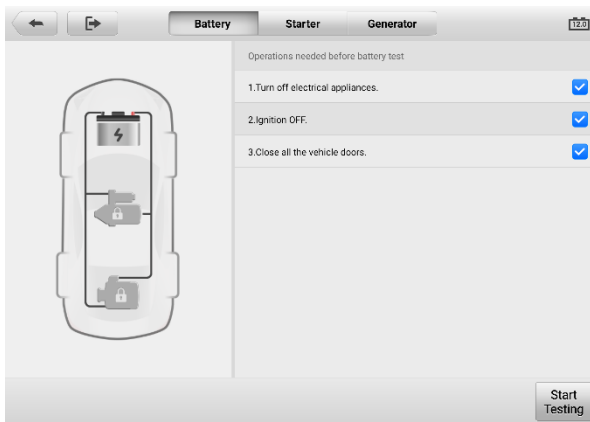 Battery
Starter
Generator
12.0
Operations needed before battery test
1.Turn off electrical appliances.
2.Ignition OFF.
3.Close all the vehicle doors.
Start
Testing